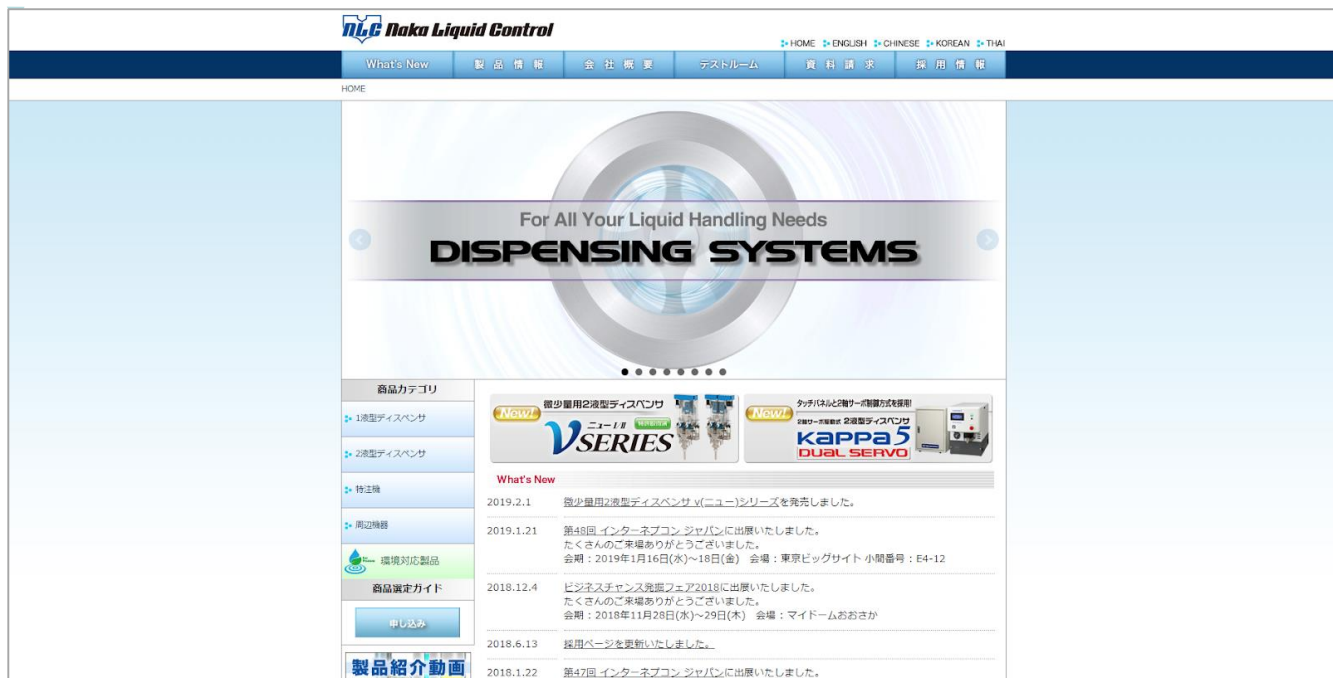 NLC Naka Liquid Control
HOME ENGLISH CHINESE KOREAN THAI
What's New 製品情報 会社概要 テストルーム 資料請求 採用情報
HOME
For All Your Liquid Handling Needs
DISPENSING SYSTEMS
商品カテゴリ
1液型ディスペンサ
2液型ディスペンサ
特注機
周辺機器
環境対応製品
商品選定ガイド
申し込み
製品紹介動画
New!
微少量用2液型ディスペンサ
ニュー I/II
V SERIES
New!
タッチパネルと2軸サーボ制御方式を採用!
2軸サーボ駆動式 2液型ディスペンサ
KAPPA5
DUAL SERVO
What's New
2019.2.1 微少量用2液型ディスペンサ ν(ニュー)シリーズを発売しました。
2019.1.21 第48回 インターネプコン ジャパンに出展いたしました。
たくさんのご来場ありがとうございました。
会期：2019年1月16日(水)～18日(金) 会場：東京ビッグサイト 小間番号：E4-12
2018.12.4 ビジネスチャンス発掘フェア2018に出展いたしました。
たくさんのご来場ありがとうございました。
会期：2018年11月28日(水)～29日(木) 会場：マイドームおおさか
2018.6.13 採用ページを更新いたしました。
2018.1.22 第47回 インターネプコン ジャパンに出展いたしました。